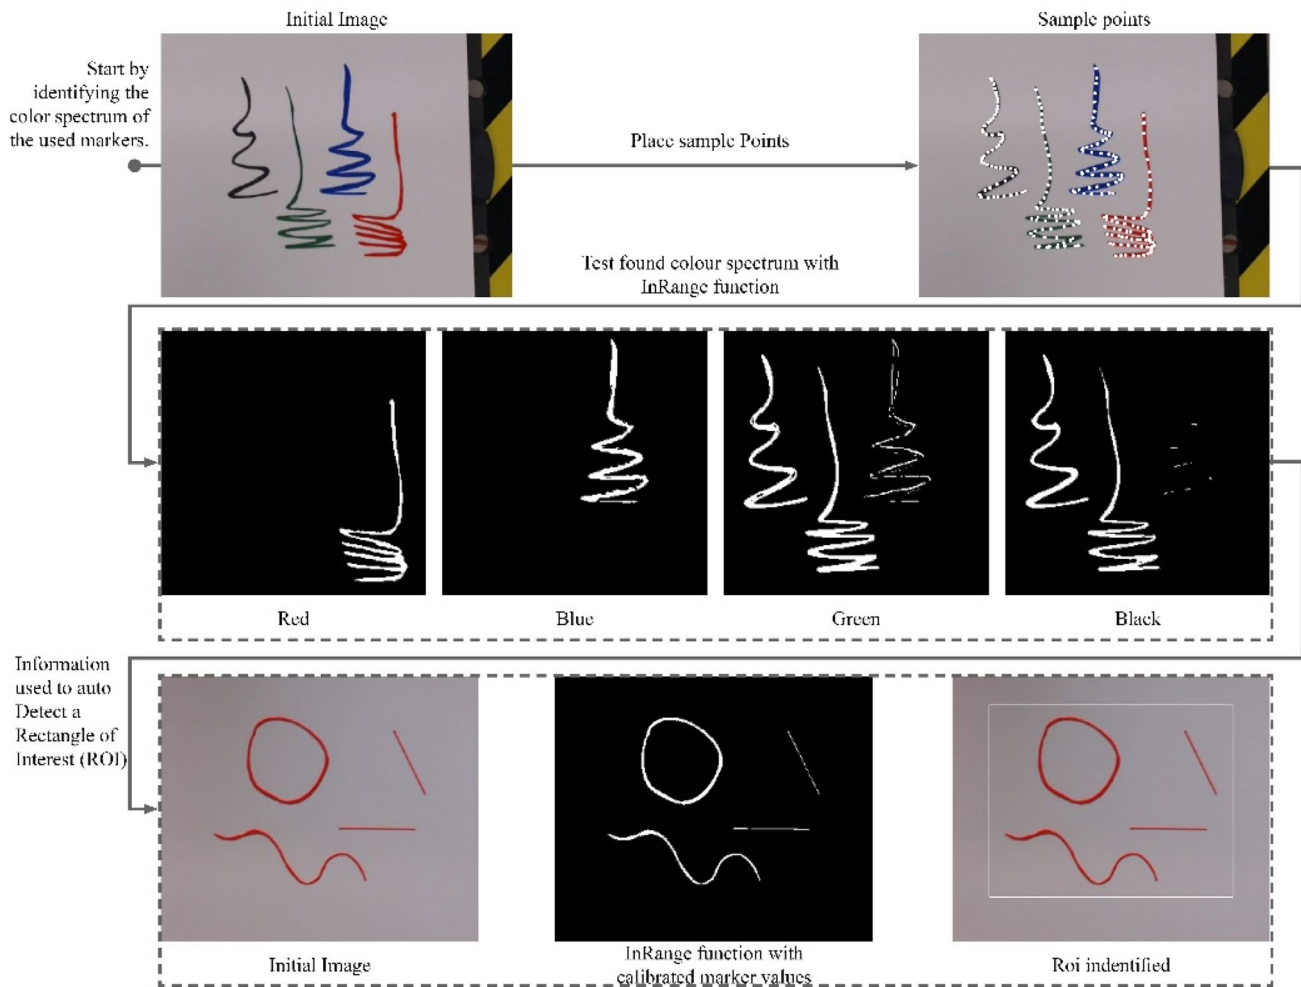 Initial Image
Sample points
Start by
identifying the
color spectrum of
the used markers.
Place sample Points
Test found colour spectrum with
InRange function
Red
Blue
Green
Black
Information
used to auto
Detect a
Rectangle of
Interest (ROI)
Initial Image
InRange function with
calibrated marker values
Roi indentified